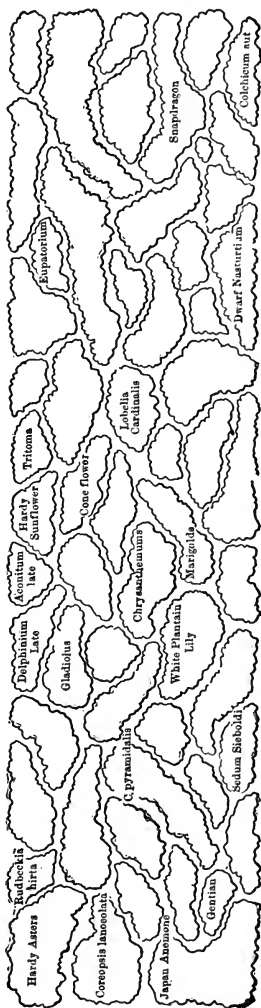 Hardy Asters
Rudbeckia
hirta
Delphinium
Late
Aconitum
late
Hardy
Sunflower
Tritoma
Eupatorium
Coreopsis lanceolata
Gladiolus
Cone flower
Japan Anemone
C. pyramidalis
Chrysanthemums
Lobelia
Cardinalis
Snapdragon
Gentian
Sedum Sieboldi
White Plantain
Lily
Marigolds
Dwarf Nasturtium
Colchicum aut